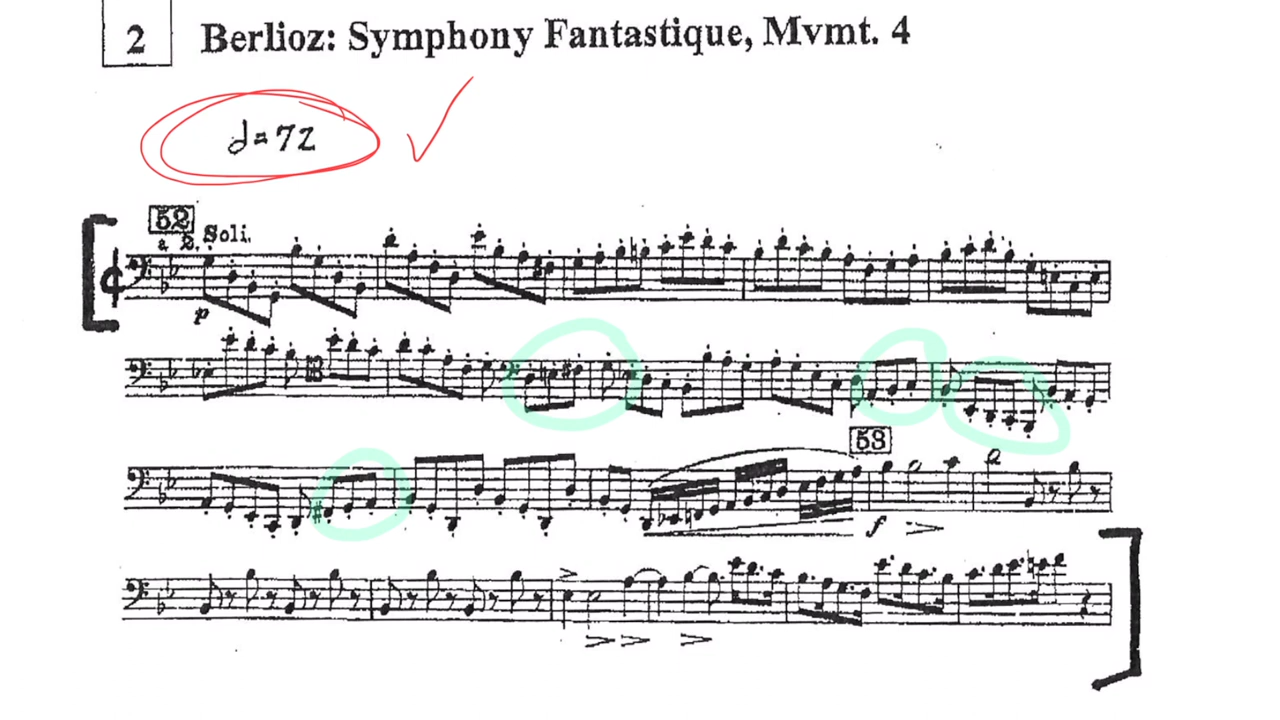 2 Berlioz: Symphony Fantastique, Mvmt. 4
𝅗𝅥=72
52
a 2. Soli.
p
53
f